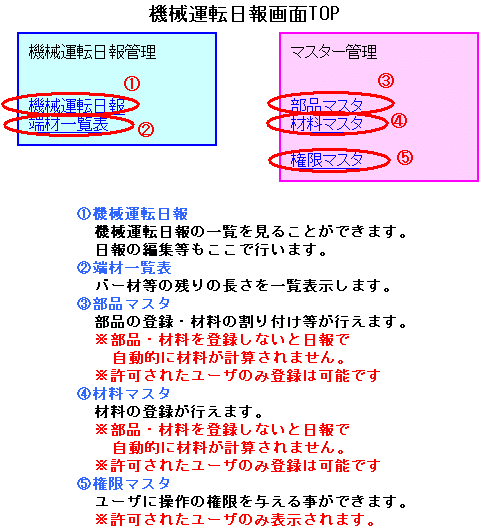 機械運転日報画面TOP
機械運転日報管理
①
機械運転日報
端材一覧表
②
マスター管理
③
部品マスタ
材料マスタ
④
権限マスタ
⑤
①機械運転日報
機械運転日報の一覧を見ることができます。
日報の編集等もここで行います。
②端材一覧表
バー材等の残りの長さを一覧表示します。
③部品マスタ
部品の登録・材料の割り付け等が行えます。
※部品・材料を登録しないと日報で
自動的に材料が計算されません。
※許可されたユーザのみ登録は可能です
④材料マスタ
材料の登録が行えます。
※部品・材料を登録しないと日報で
自動的に材料が計算されません。
※許可されたユーザのみ登録は可能です
⑤権限マスタ
ユーザに操作の権限を与える事ができます。
※許可されたユーザのみ表示されます。